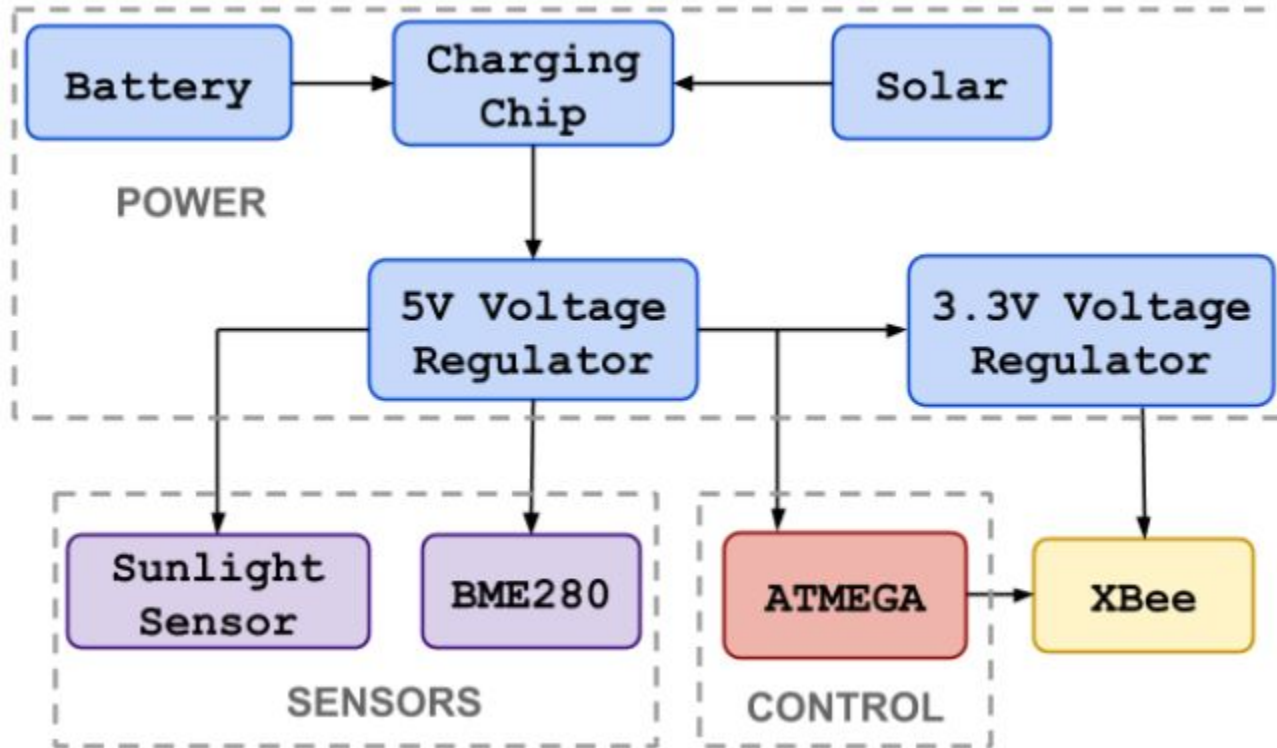 Battery
Charging
Chip
Solar
POWER
5V Voltage
Regulator
3.3V Voltage
Regulator
Sunlight
Sensor
BME280
ATMEGA
XBee
SENSORS
CONTROL